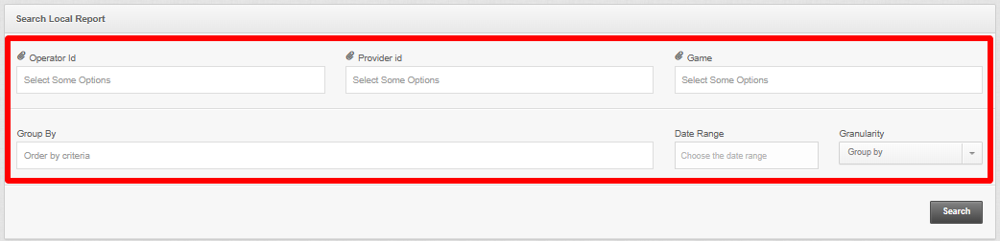 Search Local Report
Operator Id Provider id Game
Select Some Options Select Some Options Select Some Options
Group By Date Range Granularity
Order by criteria Choose the date range Group by
Search